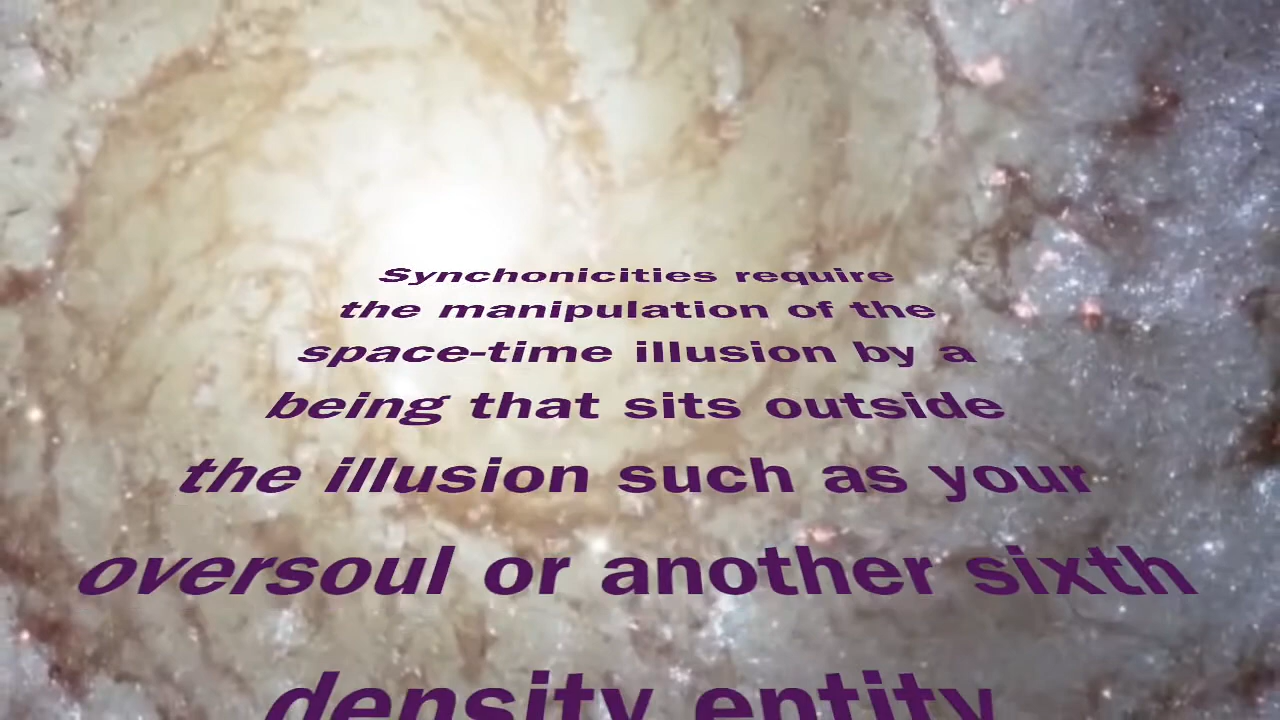 Synchonicities require
the manipulation of the
space-time illusion by a
being that sits outside
the illusion such as your
oversoul or another sixth
density entity